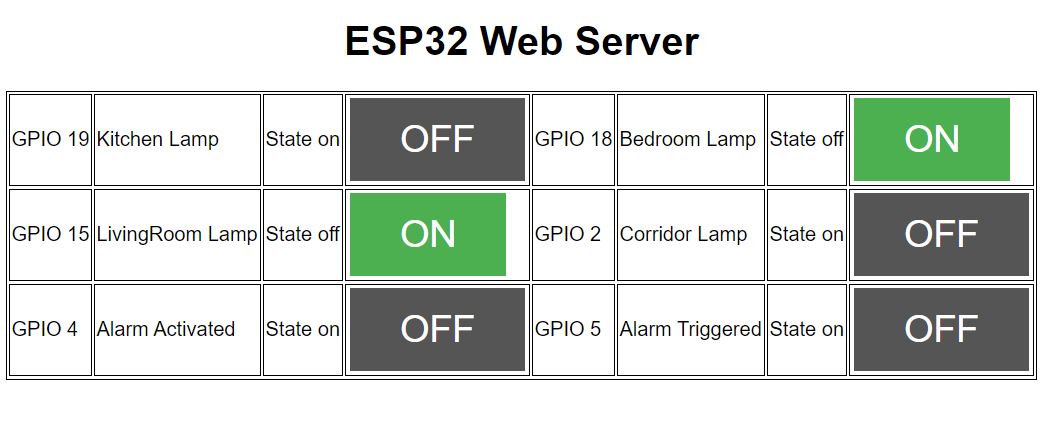 ESP32 Web Server
GPIO 19 Kitchen Lamp State on OFF GPIO 18 Bedroom Lamp State off ON
GPIO 15 LivingRoom Lamp State off ON GPIO 2 Corridor Lamp State on OFF
GPIO 4 Alarm Activated State on OFF GPIO 5 Alarm Triggered State on OFF